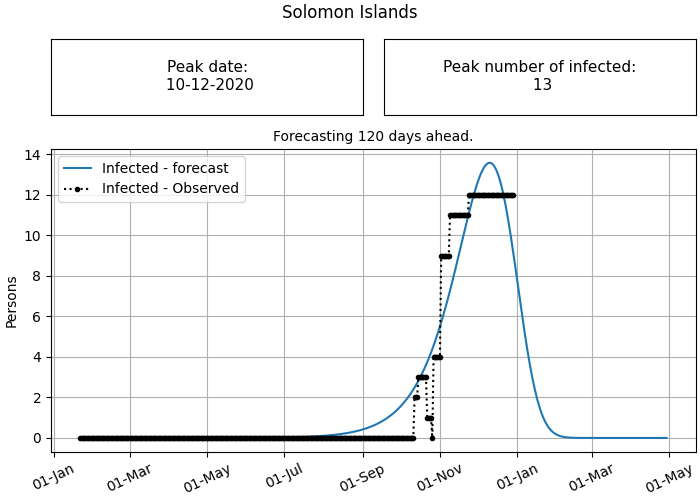 Solomon Islands
Peak date:
10-12-2020
Peak number of infected:
13
Forecasting 120 days ahead.
Infected - forecast
Infected - Observed
Persons
14
12
10
8
6
4
2
0
01-Jan
01-Mar
01-May
01-Jul
01-Sep
01-Nov
01-Jan
01-Mar
01-May